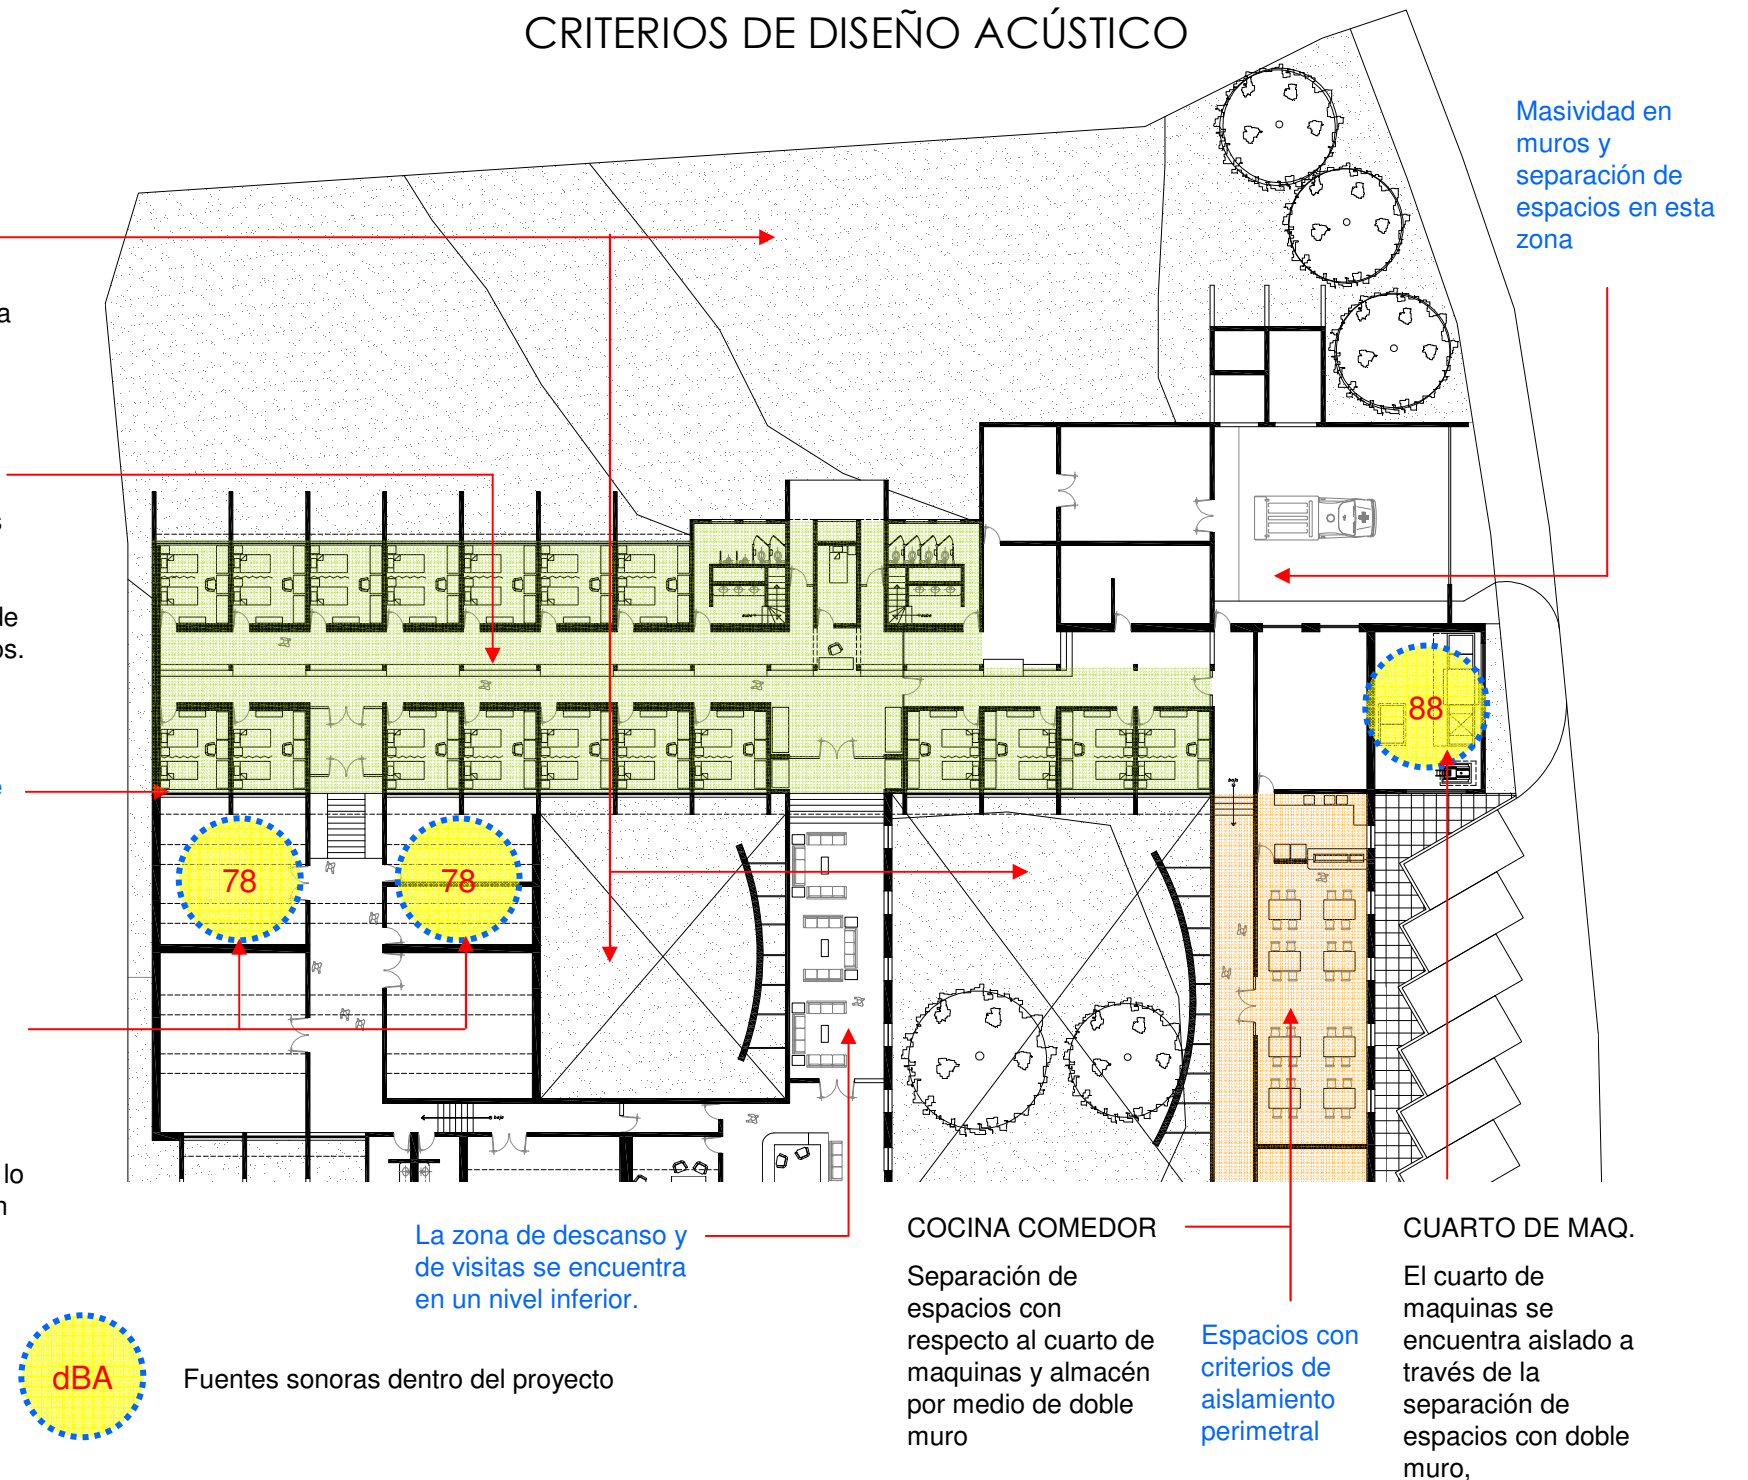 CRITERIOS DE DISEÑO ACÚSTICO
Masividad en
muros y
separación de
espacios en esta
zona
a
s
de
os.
e
88
78
78
lo
n
La zona de descanso y
de visitas se encuentra
en un nivel inferior.
COCINA COMEDOR
Separación de
espacios con
respecto al cuarto de
maquinas y almacén
por medio de doble
muro
Espacios con
criterios de
aislamiento
perimetral
CUARTO DE MAQ.
El cuarto de
maquinas se
encuentra aislado a
través de la
separación de
espacios con doble
muro,
dBA
Fuentes sonoras dentro del proyecto